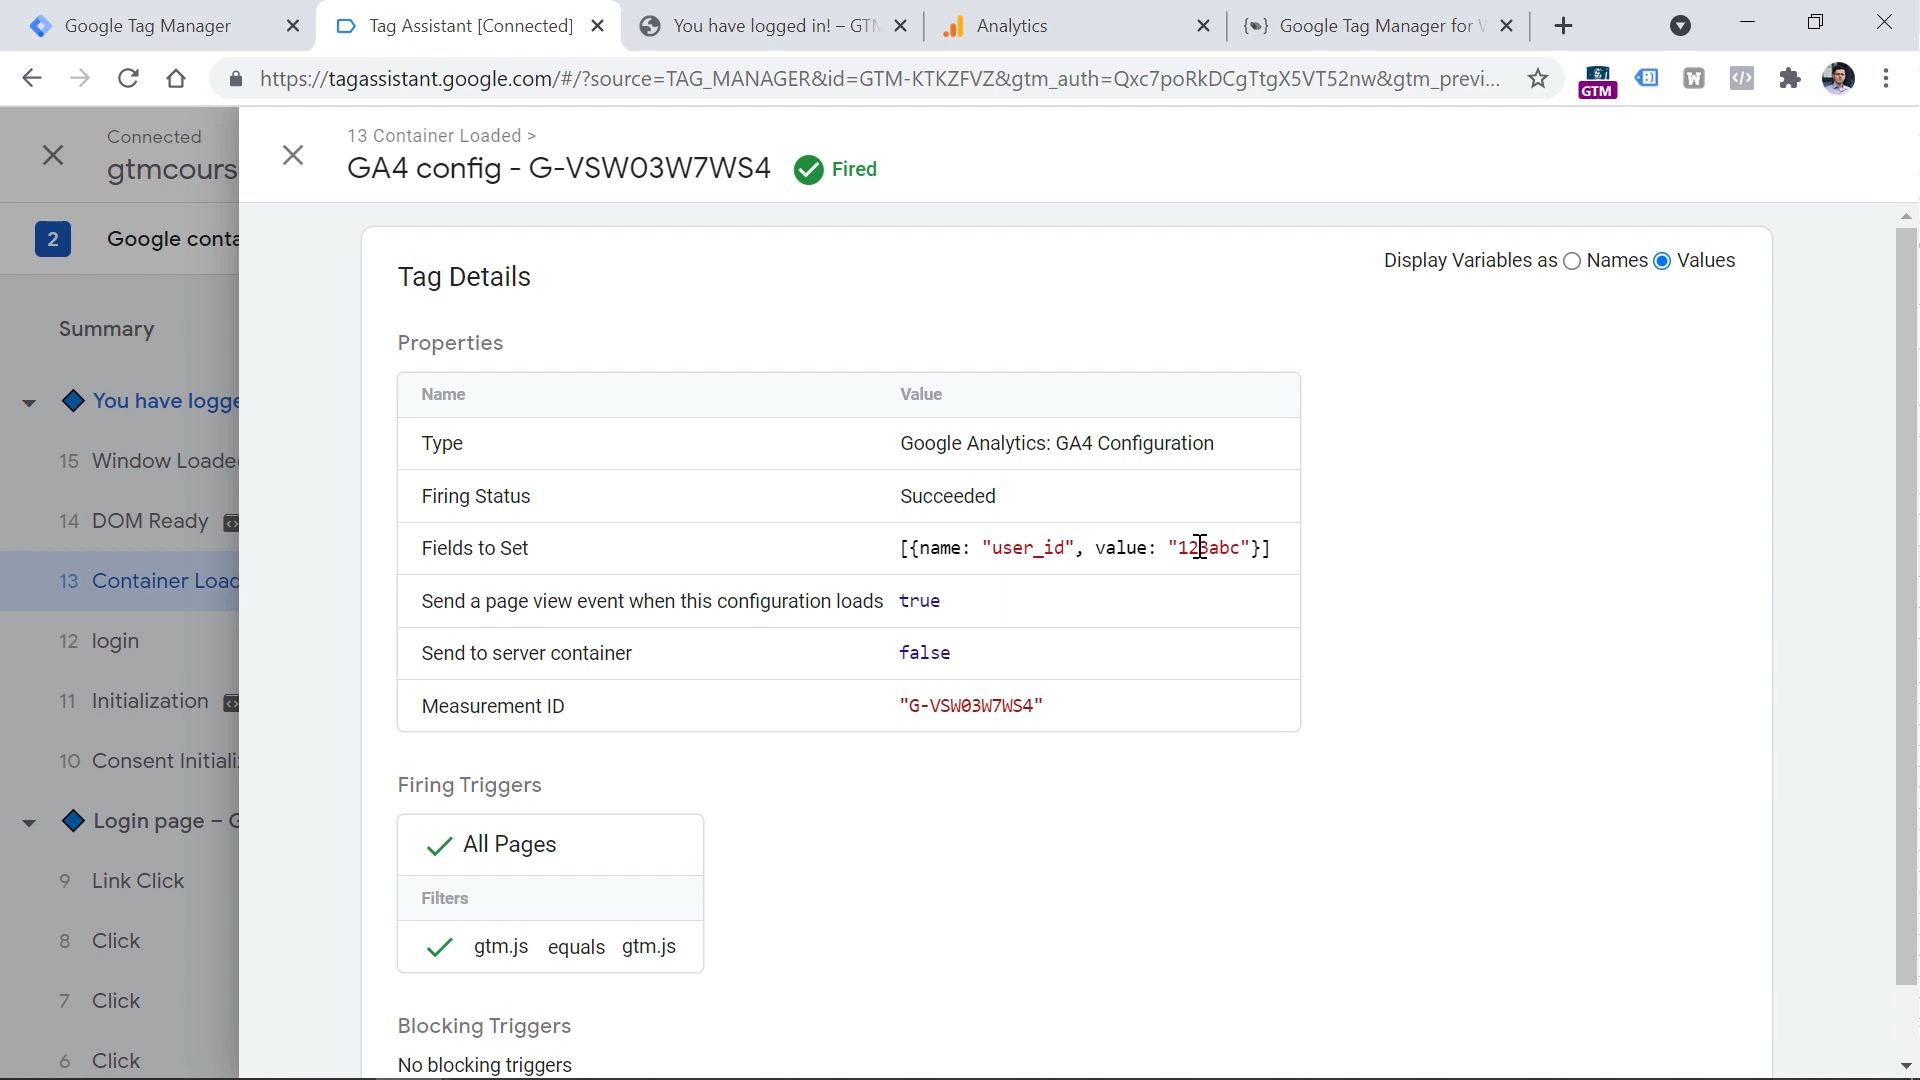 Google Tag Manager
Tag Assistant [Connected]
You have logged in! – GTM
Analytics
Google Tag Manager for W
https://tagassistant.google.com/#/?source=TAG_MANAGER&id=GTM-KTKZFVZ&gtm_auth=Qxc7poRkDCgTtgX5VT52nw&gtm_previ...
GTM
Connected
gtmcours
2 Google conta
Summary
You have logge
15 Window Loade
14 DOM Ready
13 Container Load
12 login
11 Initialization
10 Consent Initiali
Login page – G
9 Link Click
8 Click
7 Click
6 Click
13 Container Loaded >
GA4 config - G-VSW03W7WS4 Fired
Tag Details
Display Variables as Names Values
Properties
Name Value
Type Google Analytics: GA4 Configuration
Firing Status Succeeded
Fields to Set [{name: "user_id", value: "123abc"}]
Send a page view event when this configuration loads true
Send to server container false
Measurement ID "G-VSW03W7WS4"
Firing Triggers
All Pages
Filters
gtm.js equals gtm.js
Blocking Triggers
No blocking triggers